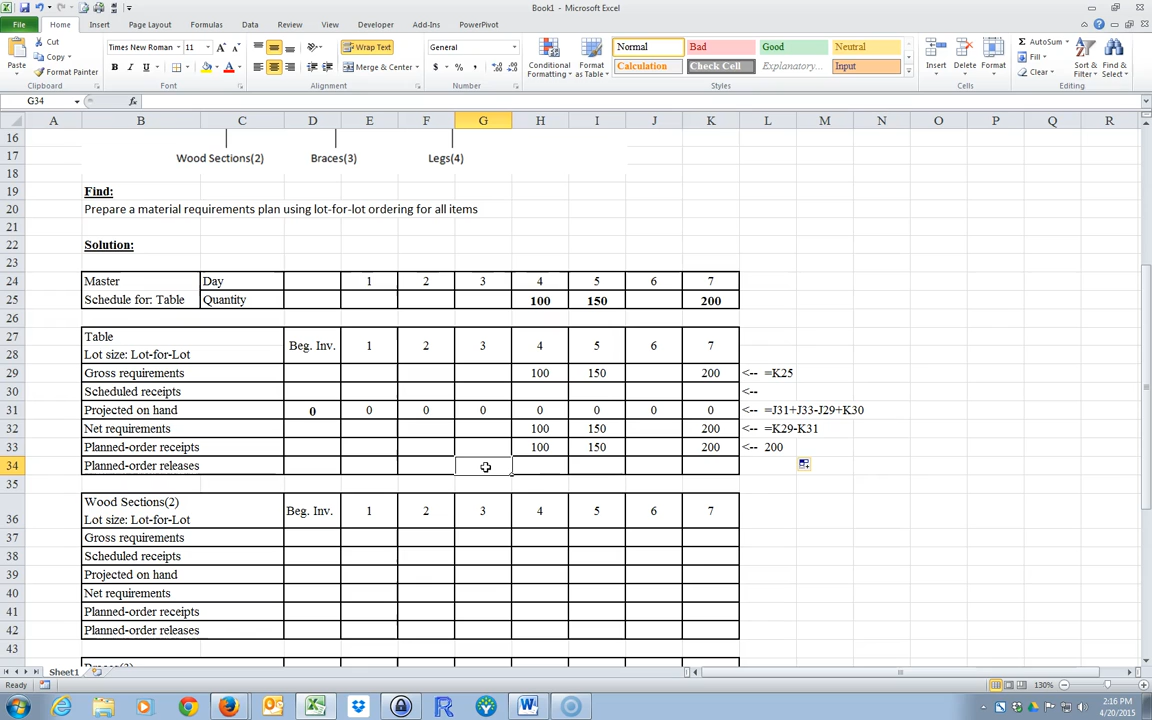 Book1 - Microsoft Excel
File Home Insert Page Layout Formulas Data Review View Developer Add-Ins PowerPivot
Paste
Cut
Copy
Format Painter
Clipboard
Times New Roman 11
B I U
Font
Wrap Text
Merge & Center
Alignment
General
$ % ,
Number
Conditional Formatting
Format as Table
Normal Bad Good Neutral
Calculation Check Cell Explanatory... Input
Styles
Insert Delete Format
Cells
AutoSum
Fill
Clear
Sort & Filter
Find & Select
Editing
G34
fx
A B C D E F G H I J K L M N O P Q R
16
17 Wood Sections(2) Braces(3) Legs(4)
18
19 Find:
20 Prepare a material requirements plan using lot-for-lot ordering for all items
21
22 Solution:
23
24 Master Day 1 2 3 4 5 6 7
25 Schedule for: Table Quantity 100 150 200
26
27 Table
Beg. Inv. 1 2 3 4 5 6 7
28 Lot size: Lot-for-Lot
29 Gross requirements 100 150 200 <-- =K25
30 Scheduled receipts <--
31 Projected on hand 0 0 0 0 0 0 0 0 <-- =J31+J33-J29+K30
32 Net requirements 100 150 200 <-- =K29-K31
33 Planned-order receipts 100 150 200 <-- 200
34 Planned-order releases
35
Wood Sections(2)
36 Lot size: Lot-for-Lot Beg. Inv. 1 2 3 4 5 6 7
37 Gross requirements
38 Scheduled receipts
39 Projected on hand
40 Net requirements
41 Planned-order receipts
42 Planned-order releases
43
Sheet1
Ready
130%
2:16 PM
4/20/2015